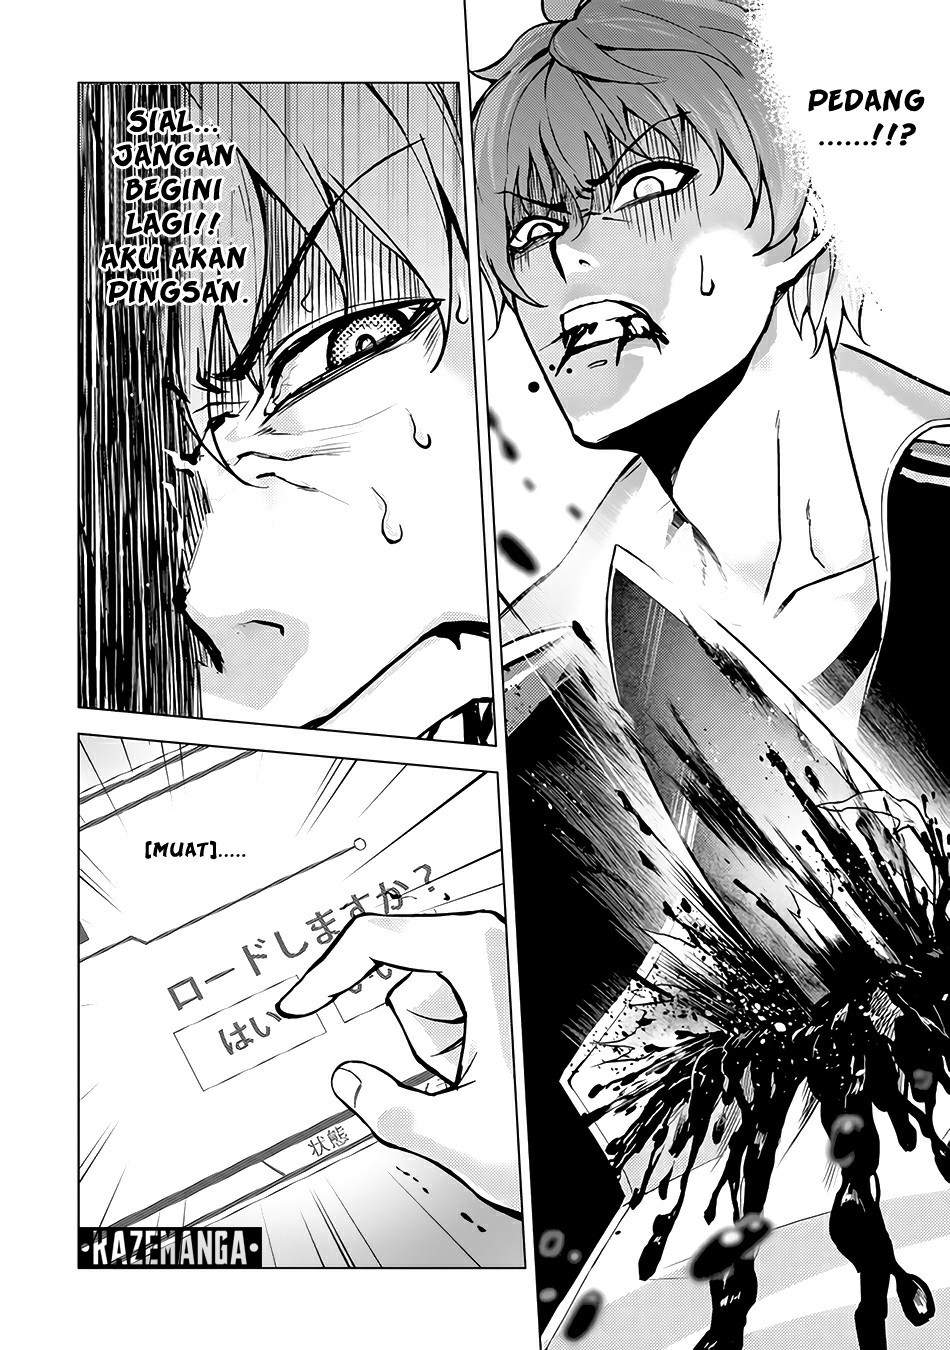 PEDANG
......!!?
SIAL...
JANGAN
BEGINI
LAGI!!
AKU AKAN
PINGSAN.
[MUAT].....
ロードしますか？
はい
状態
•KAZEMANGA•